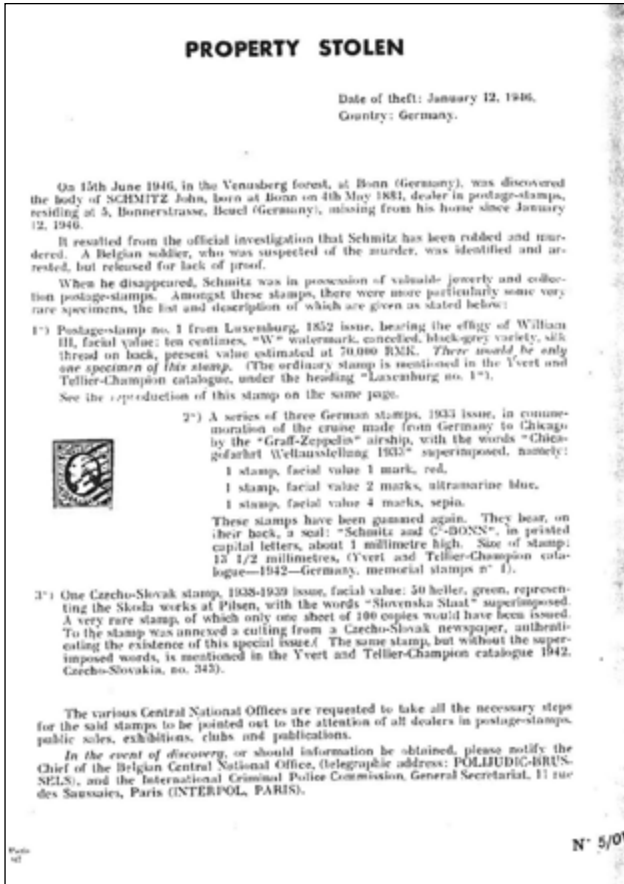 PROPERTY STOLEN
Date of theft: January 12, 1946.
Country: Germany.
On 15th June 1946, in the Venusberg forest, at Bonn (Germany), was discovered
the body of SCHMITZ John, born at Bonn on 4th May 1881, dealer in postage-stamps,
residing at 5, Bonnerstrasse, Beuel (Germany), missing from his home since January
12, 1946.
It resulted from the official investigation that Schmitz has been robbed and mur-
dered. A Belgian soldier, who was suspected of the murder, was identified and ar-
rested, but released for lack of proof.
When he disappeared, Schmitz was in possession of valuable jewerly and collec-
tion postage-stamps. Amongst these stamps, there were more particularly some very
rare specimens, the list and description of which are given as stated below:
1°) Postage-stamp no. 1 from Luxemburg, 1852 issue, bearing the effigy of William
III, facial value: ten centimes, "W" watermark, cancelled, black-grey variety, silk
thread on back, present value estimated at 70.000 RMK. There would be only
one specimen of this stamp. (The ordinary stamp is mentioned in the Yvert and
Tellier-Champion catalogue, under the heading "Luxemburg no. 1").
See the reproduction of this stamp on the same page.
2°) A series of three German stamps, 1933 issue, in comme-
moration of the cruise made from Germany to Chicago
by the "Graff-Zeppelin" airship, with the words "Chica-
gofarhrt Weltausstellung 1933" superimposed, namely:
1 stamp, facial value 1 mark, red,
1 stamp, facial value 2 marks, ultramarine blue,
1 stamp, facial value 4 marks, sepia.
These stamps have been gummed again. They bear, on
their back, a seal: "Schmitz and C°-BONN", in printed
capital letters, about 1 millimetre high. Size of stamp:
13 1/2 millimetres, (Yvert and Tellier-Champion cata-
logue—1942—Germany, memorial stamps n° 1).
3°) One Czecho-Slovak stamp, 1938-1939 issue, facial value: 50 heller, green, represen-
ting the Skoda works at Pilsen, with the words "Slovenska Staat" superimposed.
A very rare stamp, of which only one sheet of 100 copies would have been issued.
To the stamp was annexed a cutting from a Czecho-Slovak newspaper, authenti-
cating the existence of this special issue.( The same stamp, but without the super-
imposed words, is mentioned in the Yvert and Tellier-Champion catalogue 1942,
Czecho-Slovakia, no. 343).
The various Central National Offices are requested to take all the necessary steps
for the said stamps to be pointed out to the attention of all dealers in postage-stamps,
public sales, exhibitions, clubs and publications.
In the event of discovery, or should information be obtained, please notify the
Chief of the Belgian Central National Office, (telegraphic address: POLIJUDIC-BRUS-
SELS), and the International Criminal Police Commission, General Secretariat, 11 rue
des Saussaies, Paris (INTERPOL, PARIS).
N° 5/0